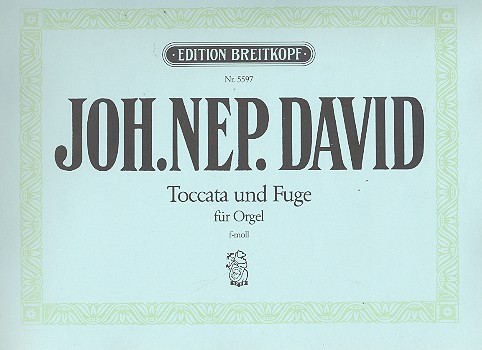 · EDITION BREITKOPF ·
Nr. 5597
JOH. NEP. DAVID
Toccata und Fuge
für Orgel
f-moll